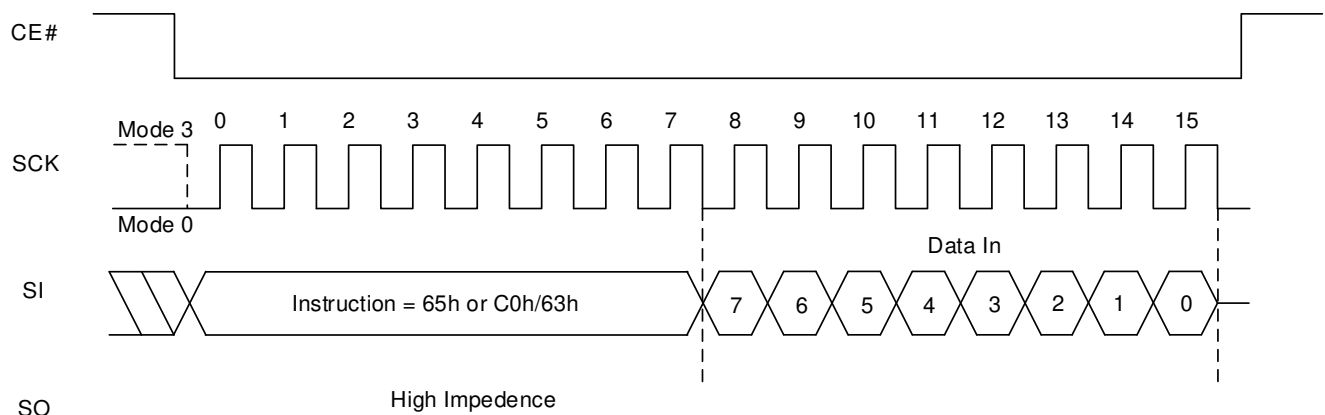 CE#
Mode 3
0 1 2 3 4 5 6 7 8 9 10 11 12 13 14 15
SCK
Mode 0
Data In
SI
Instruction = 65h or C0h/63h
7 6 5 4 3 2 1 0
High Impedence
SO